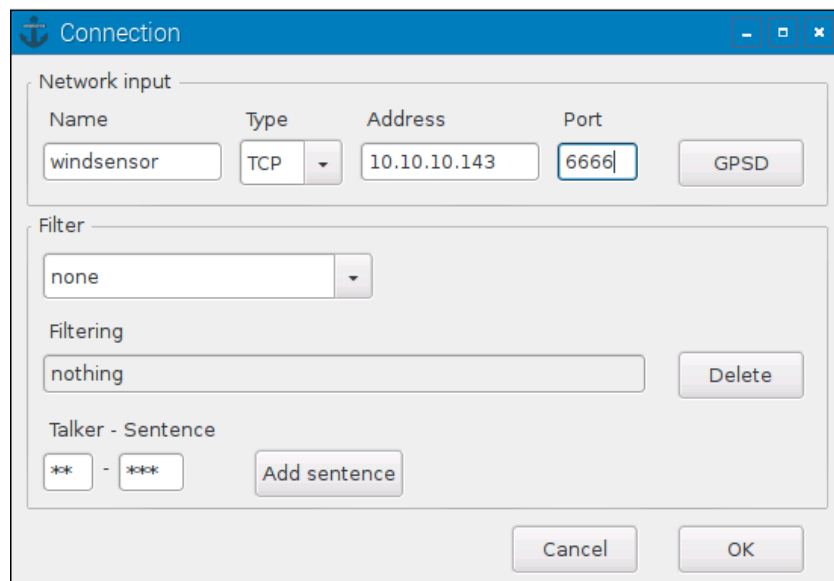 Connection
Network input
Name Type Address Port
windsensor TCP 10.10.10.143 6666 GPSD
Filter
none
Filtering
nothing Delete
Talker - Sentence
** - *** Add sentence
Cancel OK